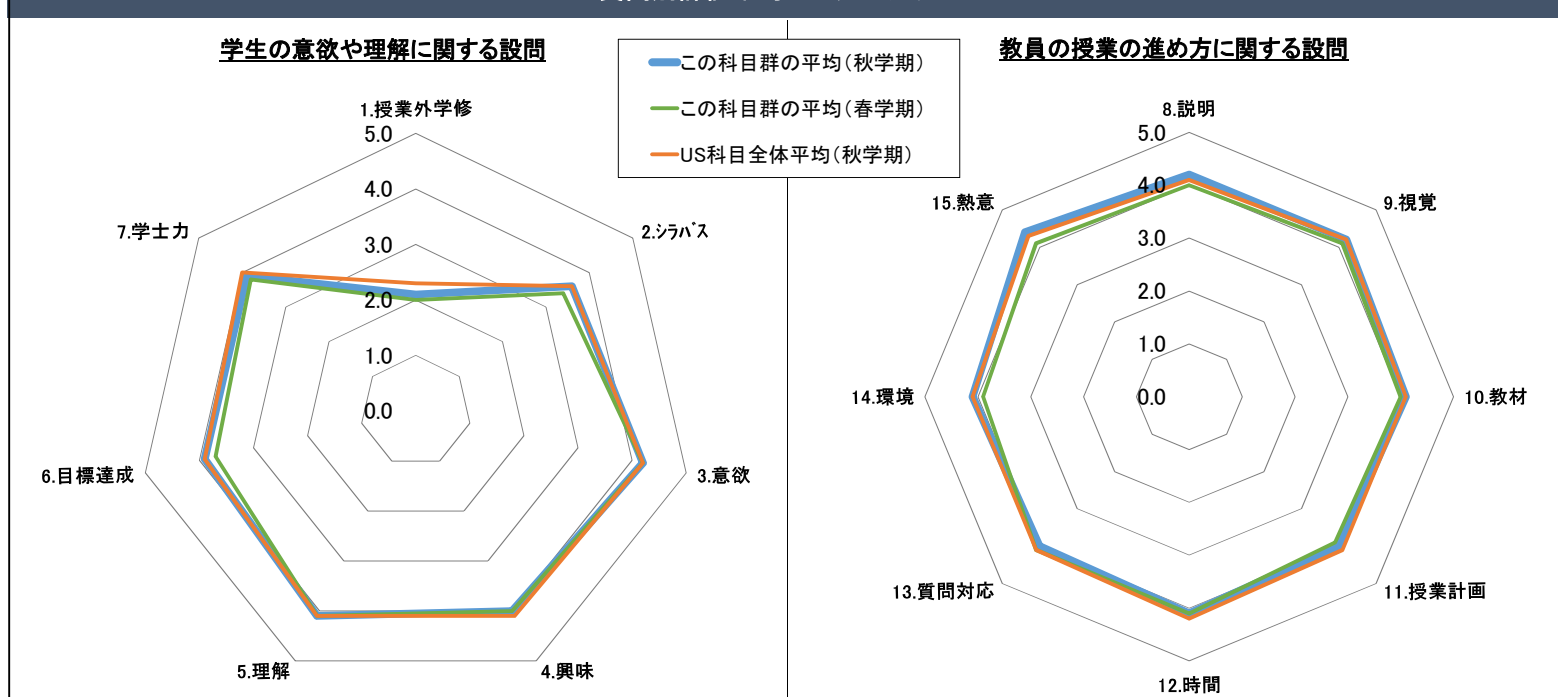 学生の意欲や理解に関する設問
この科目群の平均(秋学期)
この科目群の平均(春学期)
US科目全体平均(秋学期)
教員の授業の進め方に関する設問
1.授業外学修
5.0
4.0
3.0
2.0
1.0
0.0
2.シラバス
3.意欲
4.興味
5.理解
6.目標達成
7.学士力
8.説明
5.0
4.0
3.0
2.0
1.0
0.0
9.視覚
10.教材
11.授業計画
12.時間
13.質問対応
14.環境
15.熱意